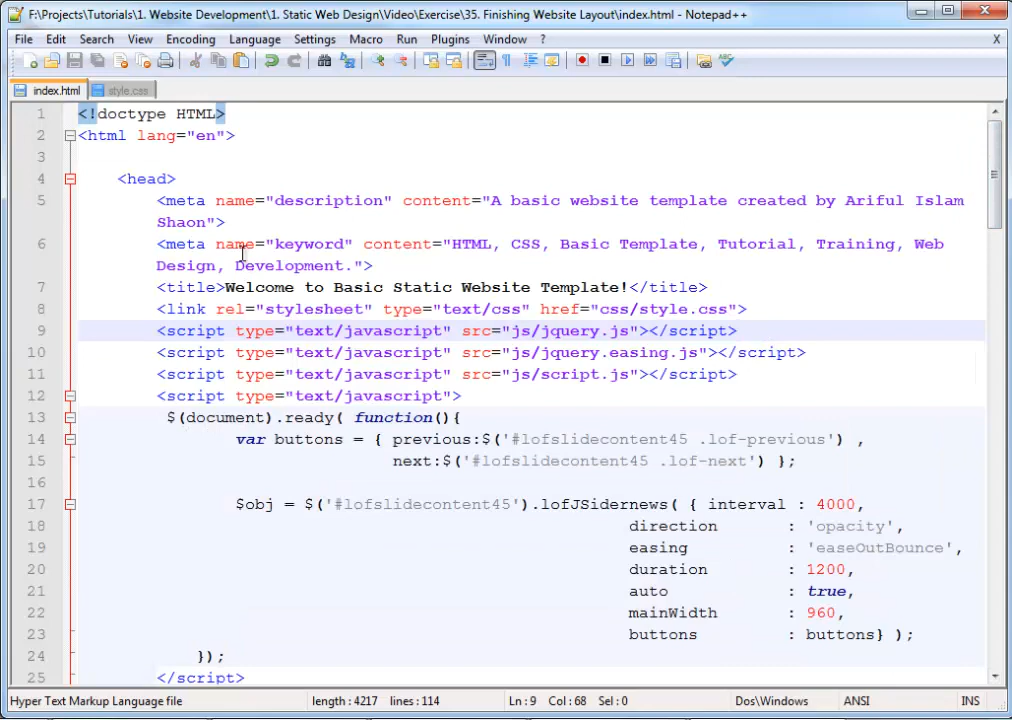 F:\Projects\Tutorials\1. Website Development\1. Static Web Design\Video\Exercise\35. Finishing Website Layout\index.html - Notepad++
File Edit Search View Encoding Language Settings Macro Run Plugins Window ? X
index.html style.css
1 <!doctype HTML>
2 <html lang="en">
3
4 <head>
5 <meta name="description" content="A basic website template created by Ariful Islam
Shaon">
6 <meta name="keyword" content="HTML, CSS, Basic Template, Tutorial, Training, Web
Design, Development.">
7 <title>Welcome to Basic Static Website Template!</title>
8 <link rel="stylesheet" type="text/css" href="css/style.css">
9 <script type="text/javascript" src="js/jquery.js"></script>
10 <script type="text/javascript" src="js/jquery.easing.js"></script>
11 <script type="text/javascript" src="js/script.js"></script>
12 <script type="text/javascript">
13 $(document).ready( function(){
14 var buttons = { previous:$('#lofslidecontent45 .lof-previous') ,
15 next:$('#lofslidecontent45 .lof-next') };
16
17 $obj = $('#lofslidecontent45').lofJSidernews( { interval : 4000,
18 direction : 'opacity',
19 easing : 'easeOutBounce',
20 duration : 1200,
21 auto : true,
22 mainWidth : 960,
23 buttons : buttons} );
24 });
25 </script>
Hyper Text Markup Language file length : 4217 lines : 114 Ln : 9 Col : 68 Sel : 0 Dos\Windows ANSI INS